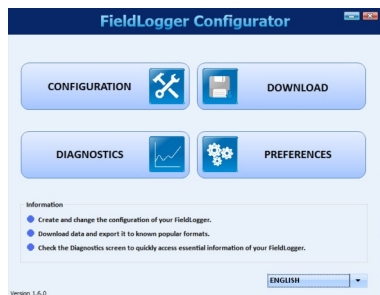 FieldLogger Configurator
CONFIGURATION
DOWNLOAD
DIAGNOSTICS
PREFERENCES
Information
Create and change the configuration of your FieldLogger.
Download data and export it to known popular formats.
Check the Diagnostics screen to quickly access essential information of your FieldLogger.
ENGLISH
Version 1.6.0